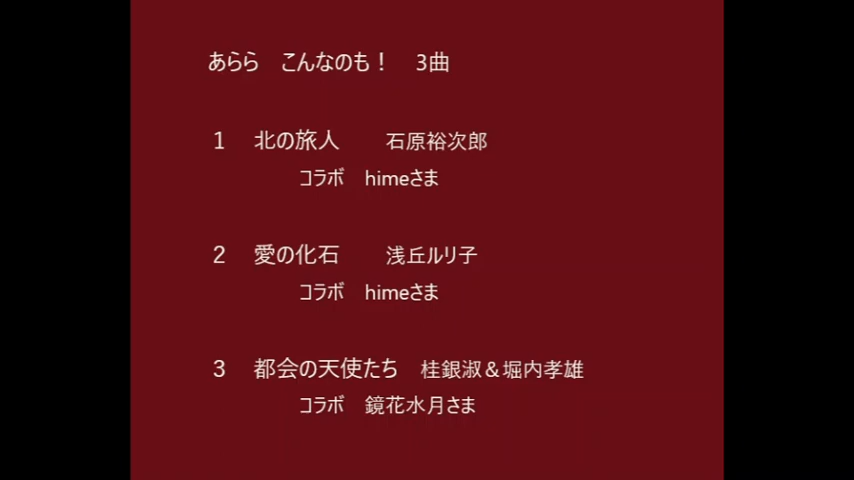 あらら　こんなのも！　3曲
1　北の旅人　　石原裕次郎
コラボ　himeさま
2　愛の化石　　浅丘ルリ子
コラボ　himeさま
3　都会の天使たち　桂銀淑＆堀内孝雄
コラボ　鏡花水月さま